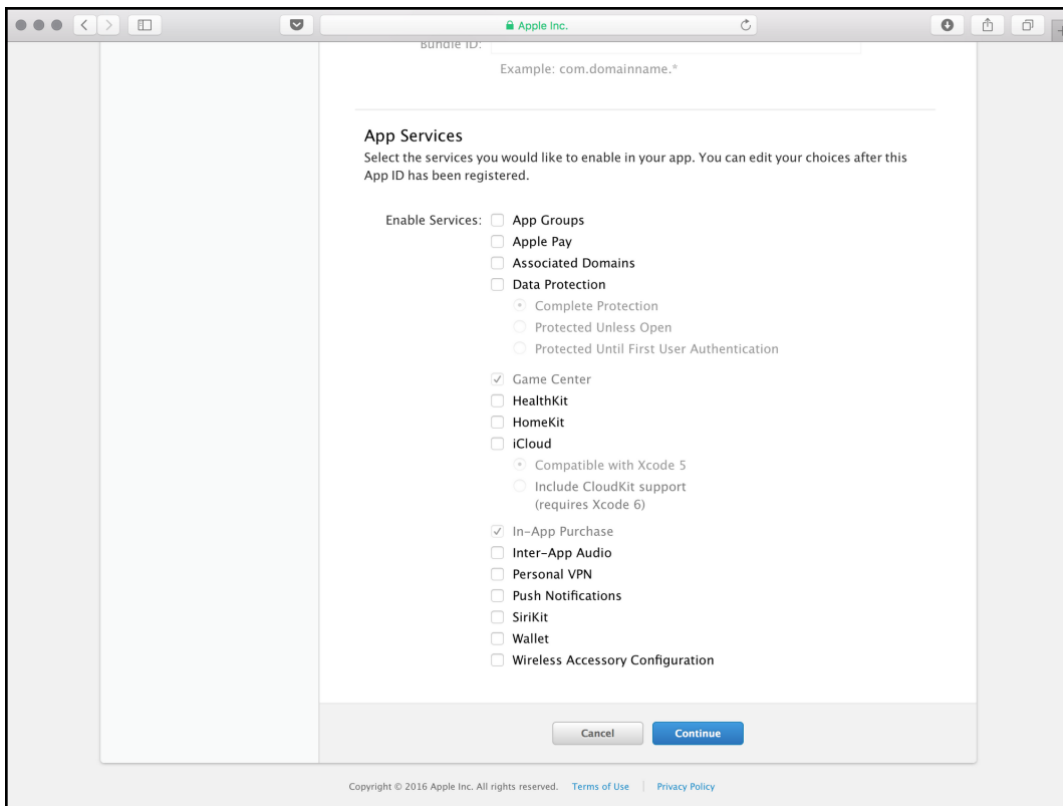 Apple Inc.
Bundle ID:
Example: com.domainname.*
App Services
Select the services you would like to enable in your app. You can edit your choices after this
App ID has been registered.
Enable Services: App Groups
Apple Pay
Associated Domains
Data Protection
Complete Protection
Protected Unless Open
Protected Until First User Authentication
Game Center
HealthKit
HomeKit
iCloud
Compatible with Xcode 5
Include CloudKit support
(requires Xcode 6)
In-App Purchase
Inter-App Audio
Personal VPN
Push Notifications
SiriKit
Wallet
Wireless Accessory Configuration
Cancel Continue
Copyright © 2016 Apple Inc. All rights reserved. Terms of Use Privacy Policy